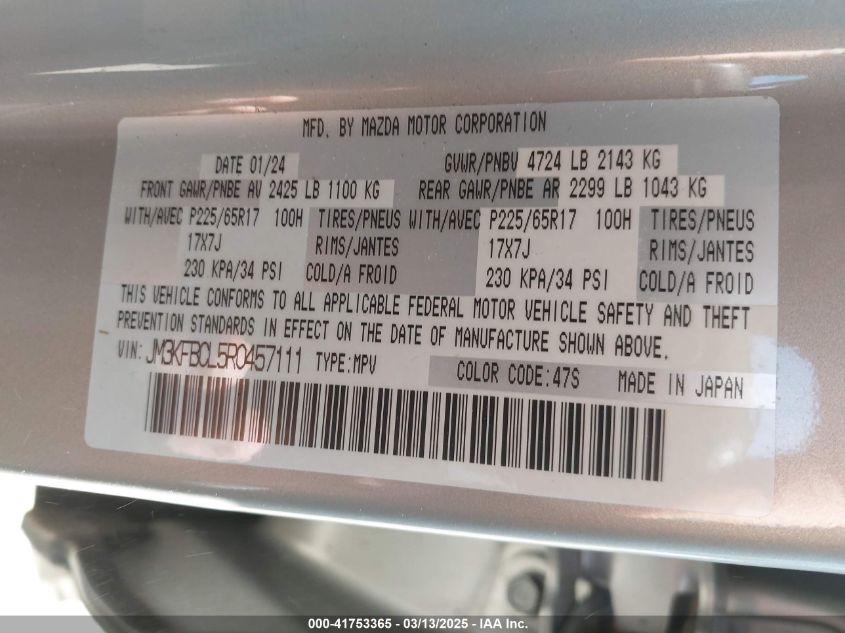 MFD. BY MAZDA MOTOR CORPORATION
DATE 01/24 GVWR/PNBV 4724 LB 2143 KG
FRONT GAWR/PNBE AV 2425 LB 1100 KG REAR GAWR/PNBE AR 2299 LB 1043 KG
WITH/AVEC P225/65R17 100H TIRES/PNEUS WITH/AVEC P225/65R17 100H TIRES/PNEUS
17X7J RIMS/JANTES 17X7J RIMS/JANTES
230 KPA/34 PSI COLD/A FROID 230 KPA/34 PSI COLD/A FROID
THIS VEHICLE CONFORMS TO ALL APPLICABLE FEDERAL MOTOR VEHICLE SAFETY AND THEFT
PREVENTION STANDARDS IN EFFECT ON THE DATE OF MANUFACTURE SHOWN ABOVE.
VIN: JM3KFBCL5R0457111 TYPE:MPV COLOR CODE:47S MADE IN JAPAN
000-41753365 - 03/13/2025 - IAA Inc.